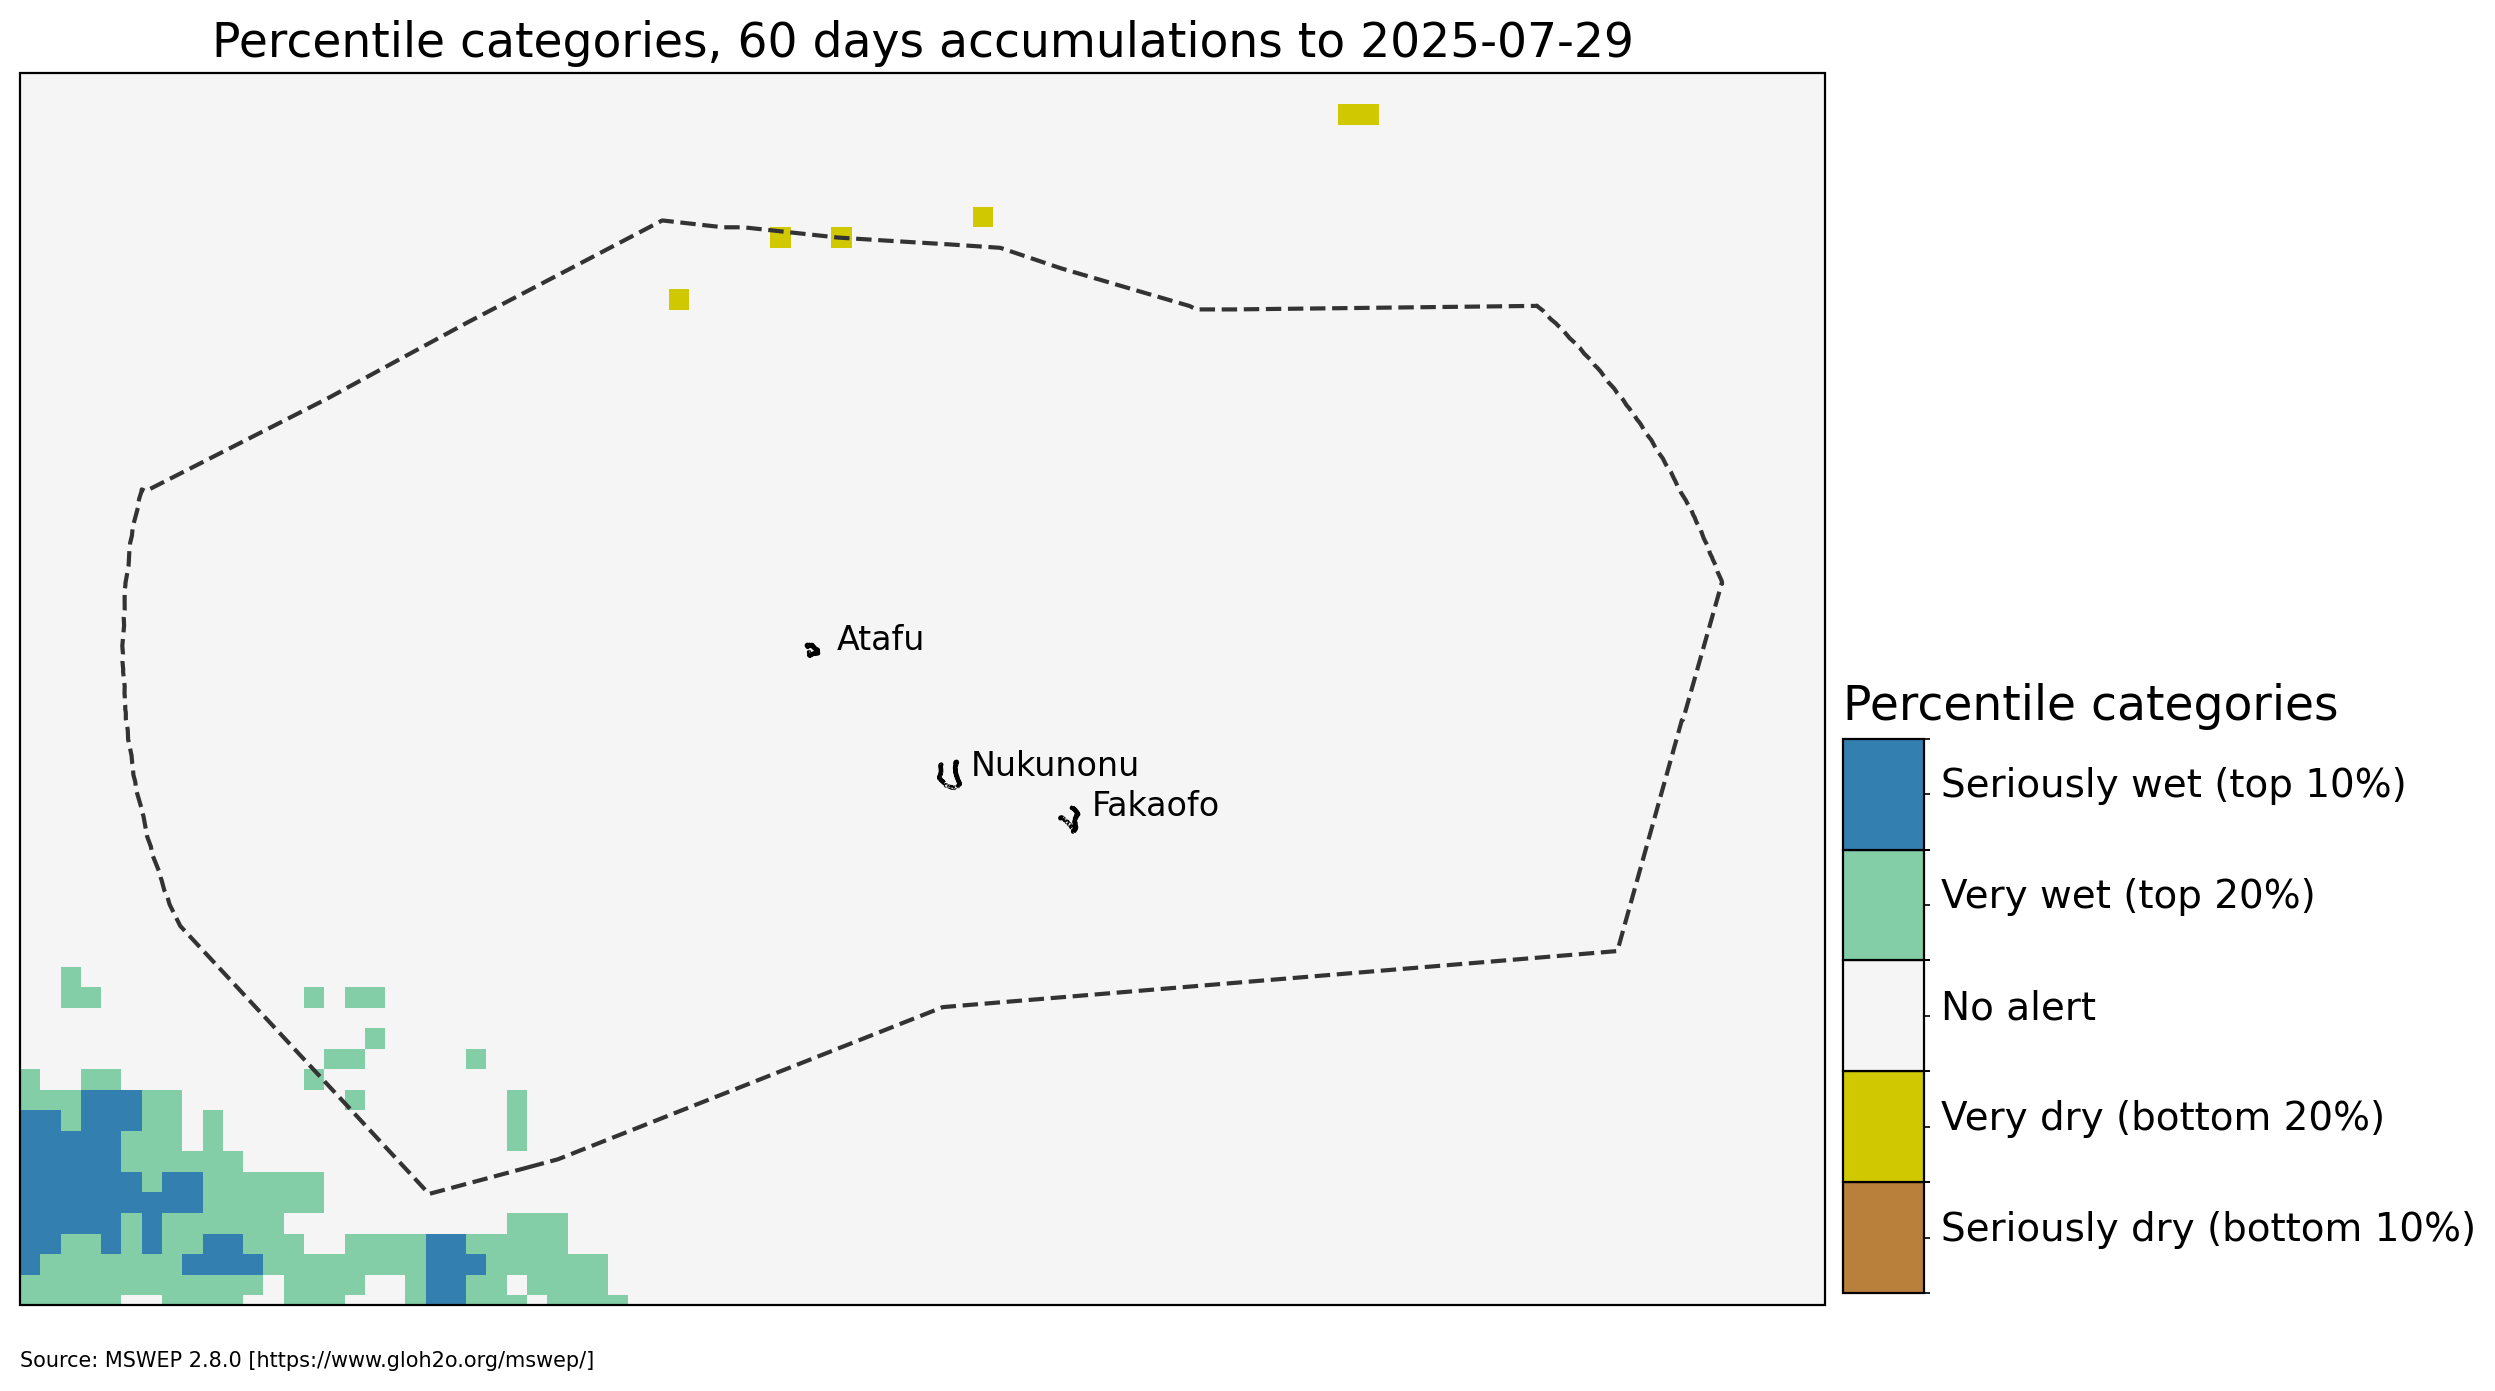 Percentile categories, 60 days accumulations to 2025-07-29
Atafu
Nukunonu
Fakaofo
Percentile categories
Seriously wet (top 10%)
Very wet (top 20%)
No alert
Very dry (bottom 20%)
Seriously dry (bottom 10%)
Source: MSWEP 2.8.0 [https://www.gloh2o.org/mswep/]